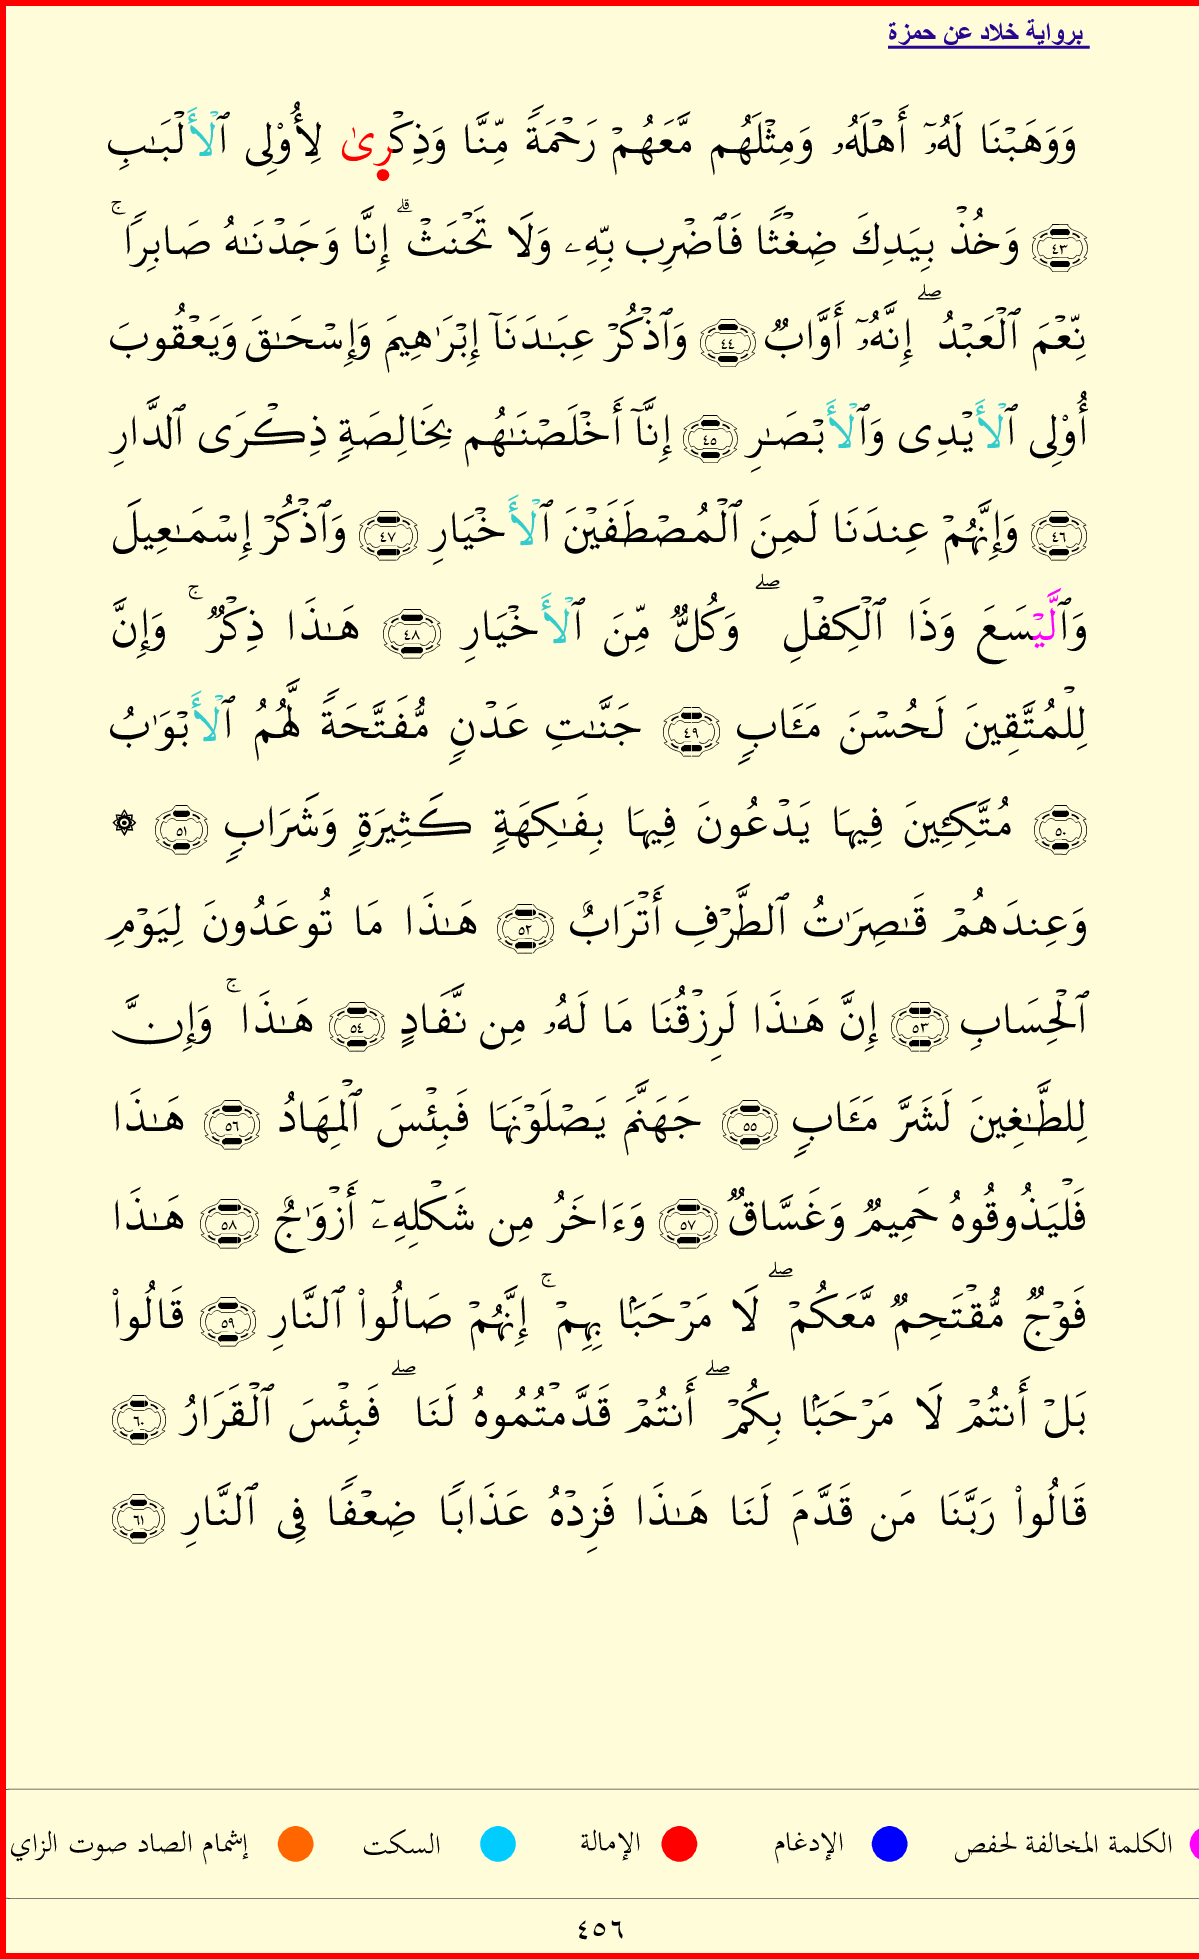 برواية خلاد عن حمزة
وَوَهَبْنَا لَهُۥٓ أَهْلَهُۥ وَمِثْلَهُم مَّعَهُمْ رَحْمَةً مِّنَّا وَذِكْرِىٰ لِأُوْلِى ٱلْأَلْبَـٰبِ
٤٣ وَخُذْ بِيَدِكَ ضِغْثًا فَٱضْرِب بِّهِۦ وَلَا تَحْنَثْ ۗ إِنَّا وَجَدْنَـٰهُ صَابِرًا ۚ
نِّعْمَ ٱلْعَبْدُ ۖ إِنَّهُۥٓ أَوَّابٌ ٤٤ وَٱذْكُرْ عِبَـٰدَنَآ إِبْرَٰهِيمَ وَإِسْحَـٰقَ وَيَعْقُوبَ
أُوْلِى ٱلْأَيْدِى وَٱلْأَبْصَـٰرِ ٤٥ إِنَّآ أَخْلَصْنَـٰهُم بِخَالِصَةٍ ذِكْرَى ٱلدَّارِ
٤٦ وَإِنَّهُمْ عِندَنَا لَمِنَ ٱلْمُصْطَفَيْنَ ٱلْأَخْيَارِ ٤٧ وَٱذْكُرْ إِسْمَـٰعِيلَ
وَٱلَّيْسَعَ وَذَا ٱلْكِفْلِ ۖ وَكُلٌّ مِّنَ ٱلْأَخْيَارِ ٤٨ هَـٰذَا ذِكْرٌ ۚ وَإِنَّ
لِلْمُتَّقِينَ لَحُسْنَ مَـَٔابٍ ٤٩ جَنَّـٰتِ عَدْنٍ مُّفَتَّحَةً لَّهُمُ ٱلْأَبْوَٰبُ
٥٠ مُتَّكِـِٔينَ فِيهَا يَدْعُونَ فِيهَا بِفَـٰكِهَةٍ كَثِيرَةٍ وَشَرَابٍ ٥١ ۞
وَعِندَهُمْ قَـٰصِرَٰتُ ٱلطَّرْفِ أَتْرَابٌ ٥٢ هَـٰذَا مَا تُوعَدُونَ لِيَوْمِ
ٱلْحِسَابِ ٥٣ إِنَّ هَـٰذَا لَرِزْقُنَا مَا لَهُۥ مِن نَّفَادٍ ٥٤ هَـٰذَا ۚ وَإِنَّ
لِلطَّـٰغِينَ لَشَرَّ مَـَٔابٍ ٥٥ جَهَنَّمَ يَصْلَوْنَهَا فَبِئْسَ ٱلْمِهَادُ ٥٦ هَـٰذَا
فَلْيَذُوقُوهُ حَمِيمٌ وَغَسَّاقٌ ٥٧ وَءَاخَرُ مِن شَكْلِهِۦٓ أَزْوَٰجٌ ٥٨ هَـٰذَا
فَوْجٌ مُّقْتَحِمٌ مَّعَكُمْ ۖ لَا مَرْحَبًۢا بِهِمْ ۚ إِنَّهُمْ صَالُوا۟ ٱلنَّارِ ٥٩ قَالُوا۟
بَلْ أَنتُمْ لَا مَرْحَبًۢا بِكُمْ ۖ أَنتُمْ قَدَّمْتُمُوهُ لَنَا ۖ فَبِئْسَ ٱلْقَرَارُ ٦٠
قَالُوا۟ رَبَّنَا مَن قَدَّمَ لَنَا هَـٰذَا فَزِدْهُ عَذَابًا ضِعْفًا فِى ٱلنَّارِ ٦١
الكلمة المخالفة لحفص الإدغام الإمالة السكت إشمام الصاد صوت الزاي
٤٥٦